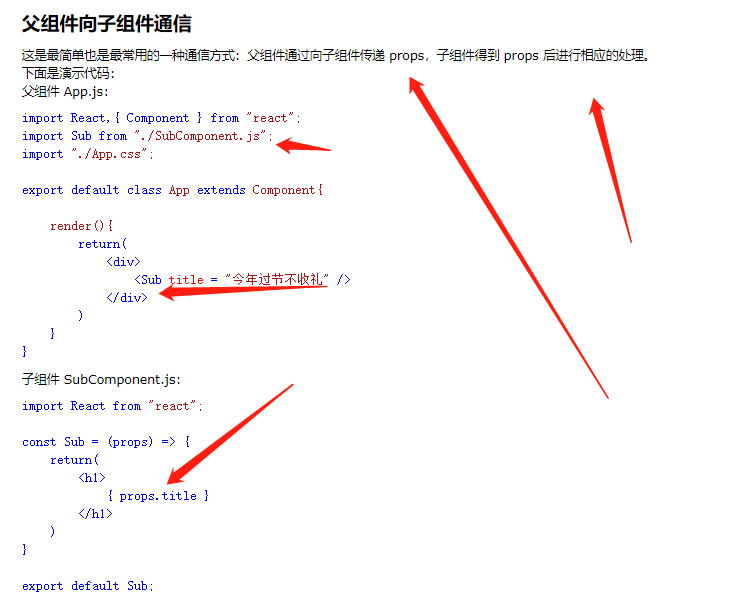 父组件向子组件通信
这是最简单也是最常用的一种通信方式：父组件通过向子组件传递 props，子组件得到 props 后进行相应的处理。
下面是演示代码：
父组件 App.js：
import React,{ Component } from "react";
import Sub from "./SubComponent.js";
import "./App.css";
export default class App extends Component{
render(){
return(
<div>
<Sub title = "今年过节不收礼" />
</div>
)
}
}
子组件 SubComponent.js：
import React from "react";
const Sub = (props) => {
return(
<h1>
{ props.title }
</h1>
)
}
export default Sub;